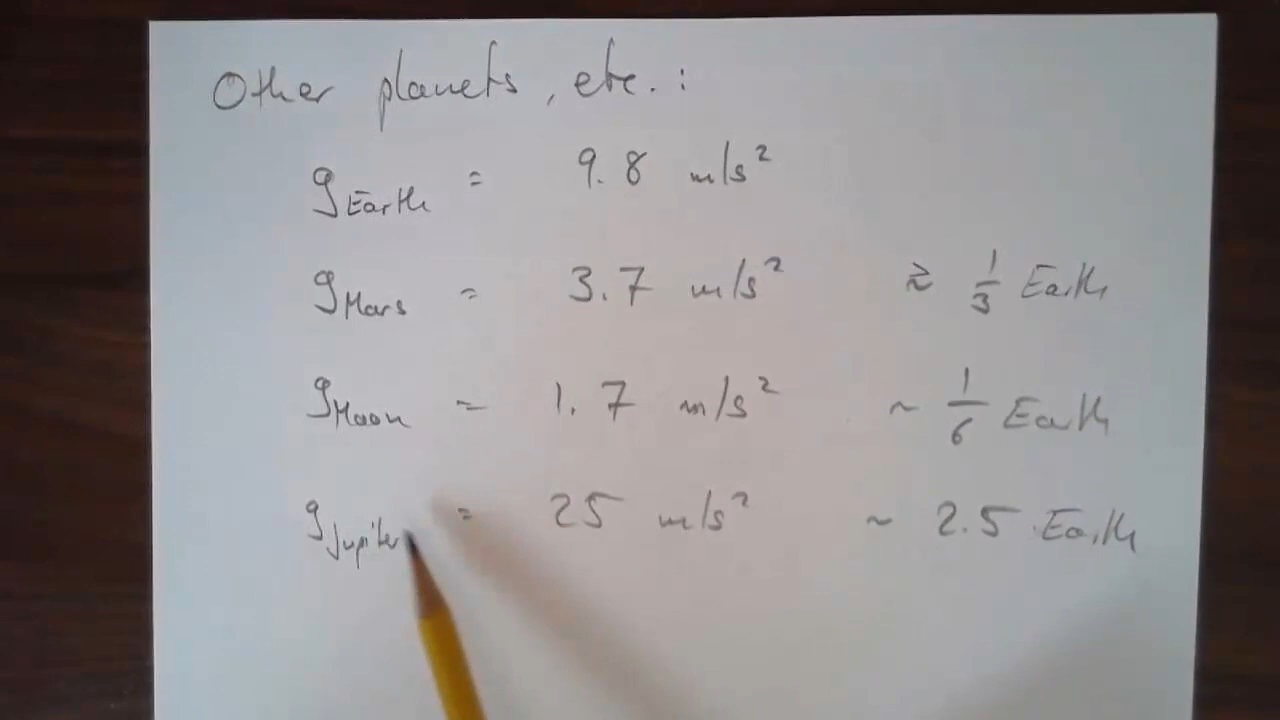 Other planets, etc.:
g Earth = 9.8 m/s²
g Mars = 3.7 m/s² ≳ 1/3 Earth
g Moon = 1.7 m/s² ~ 1/6 Earth
g Jupiter = 25 m/s² ~ 2.5 Earth